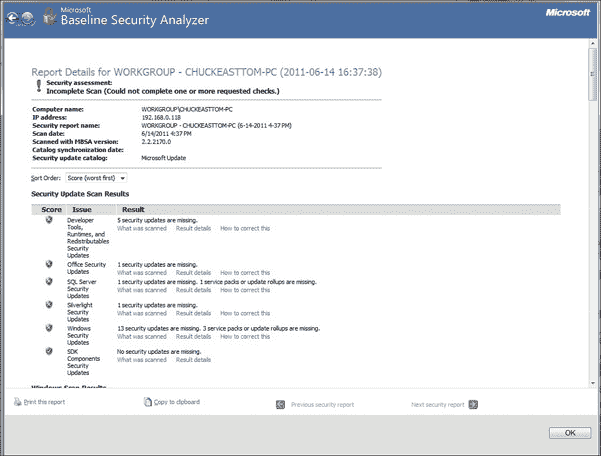 Microsoft
Baseline Security Analyzer
Microsoft
Report Details for WORKGROUP - CHUCKEASTTOM-PC (2011-06-14 16:37:38)
Security assessment:
Incomplete Scan (Could not complete one or more requested checks.)
Computer name: WORKGROUP\CHUCKEASTTOM-PC
IP address: 192.168.0.118
Security report name: WORKGROUP - CHUCKEASTTOM-PC (6-14-2011 4-37 PM)
Scan date: 6/14/2011 4:37 PM
Scanned with MBSA version: 2.2.2170.0
Catalog synchronization date:
Security update catalog: Microsoft Update
Sort Order: Score (worst first)
Security Update Scan Results
Score Issue Result
Developer 5 security updates are missing.
Tools, What was scanned Result details How to correct this
Runtimes, and
Redistributables
Security
Updates
Office Security 1 security updates are missing.
Updates What was scanned Result details How to correct this
SQL Server 1 security updates are missing. 1 service packs or update rollups are missing.
Security What was scanned Result details How to correct this
Updates
Silverlight 1 security updates are missing.
Security What was scanned Result details How to correct this
Updates
Windows 13 security updates are missing. 3 service packs or update rollups are missing.
Security What was scanned Result details How to correct this
Updates
SDK No security updates are missing.
Components What was scanned Result details
Security
Updates
Windows Scan Results
Print this report Copy to clipboard Previous security report Next security report
OK